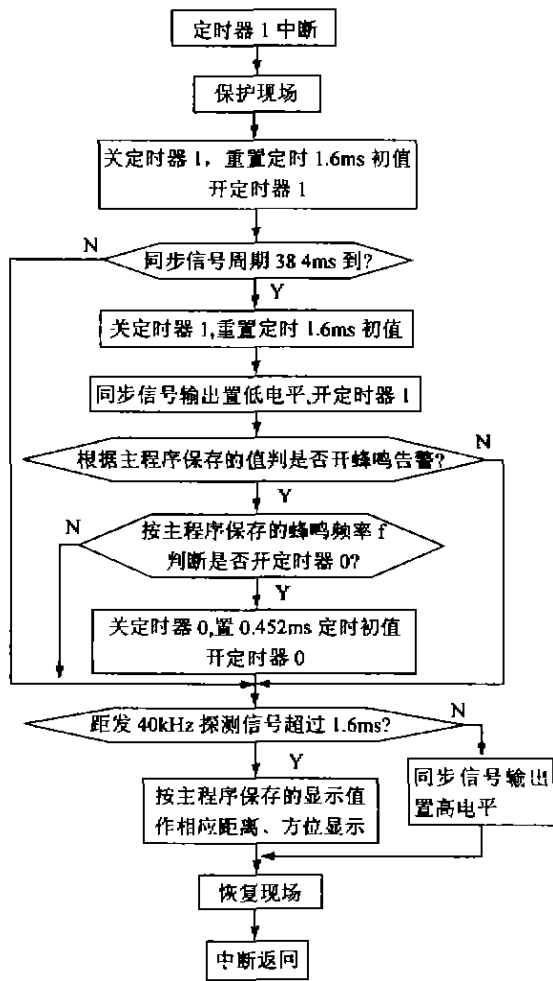 定时器 1 中断
保护现场
关定时器 1, 重置定时 1.6ms 初值
开定时器 1
N
同步信号周期 38 4ms 到?
Y
关定时器 1,重置定时 1.6ms 初值
同步信号输出置低电平,开定时器 1
N
根据主程序保存的值判是否开蜂鸣告警?
Y
N
按主程序保存的蜂鸣频率 f
判断是否开定时器 0?
Y
关定时器 0,置 0.452ms 定时初值
开定时器 0
距发 40kHz 探测信号超过 1.6ms?
N
Y
按主程序保存的显示值
作相应距离、方位显示
同步信号输出
置高电平
恢复现场
中断返回